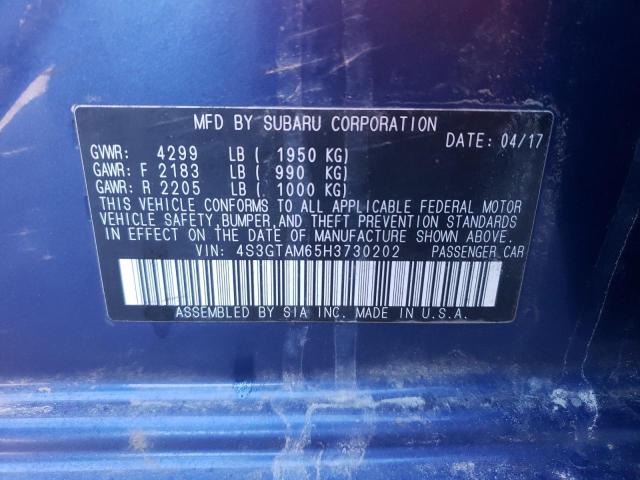 MFD BY SUBARU CORPORATION
DATE: 04/17
GVWR: 4299 LB ( 1950 KG)
GAWR: F 2183 LB ( 990 KG)
GAWR: R 2205 LB ( 1000 KG)
THIS VEHICLE CONFORMS TO ALL APPLICABLE FEDERAL MOTOR
VEHICLE SAFETY,BUMPER,AND THEFT PREVENTION STANDARDS
IN EFFECT ON THE DATE OF MANUFACTURE SHOWN ABOVE.
VIN: 4S3GTAM65H3730202 PASSENGER CAR
ASSEMBLED BY SIA INC. MADE IN U.S.A.